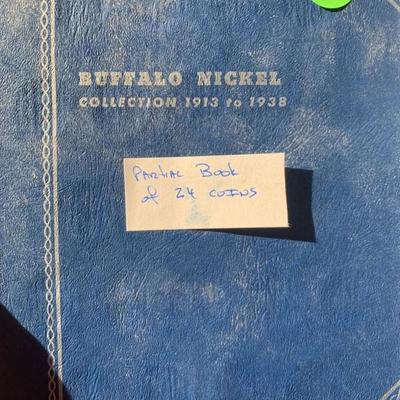 BUFFALO NICKEL
COLLECTION 1913 to 1938
PARTIAL BOOK
of 24 COINS